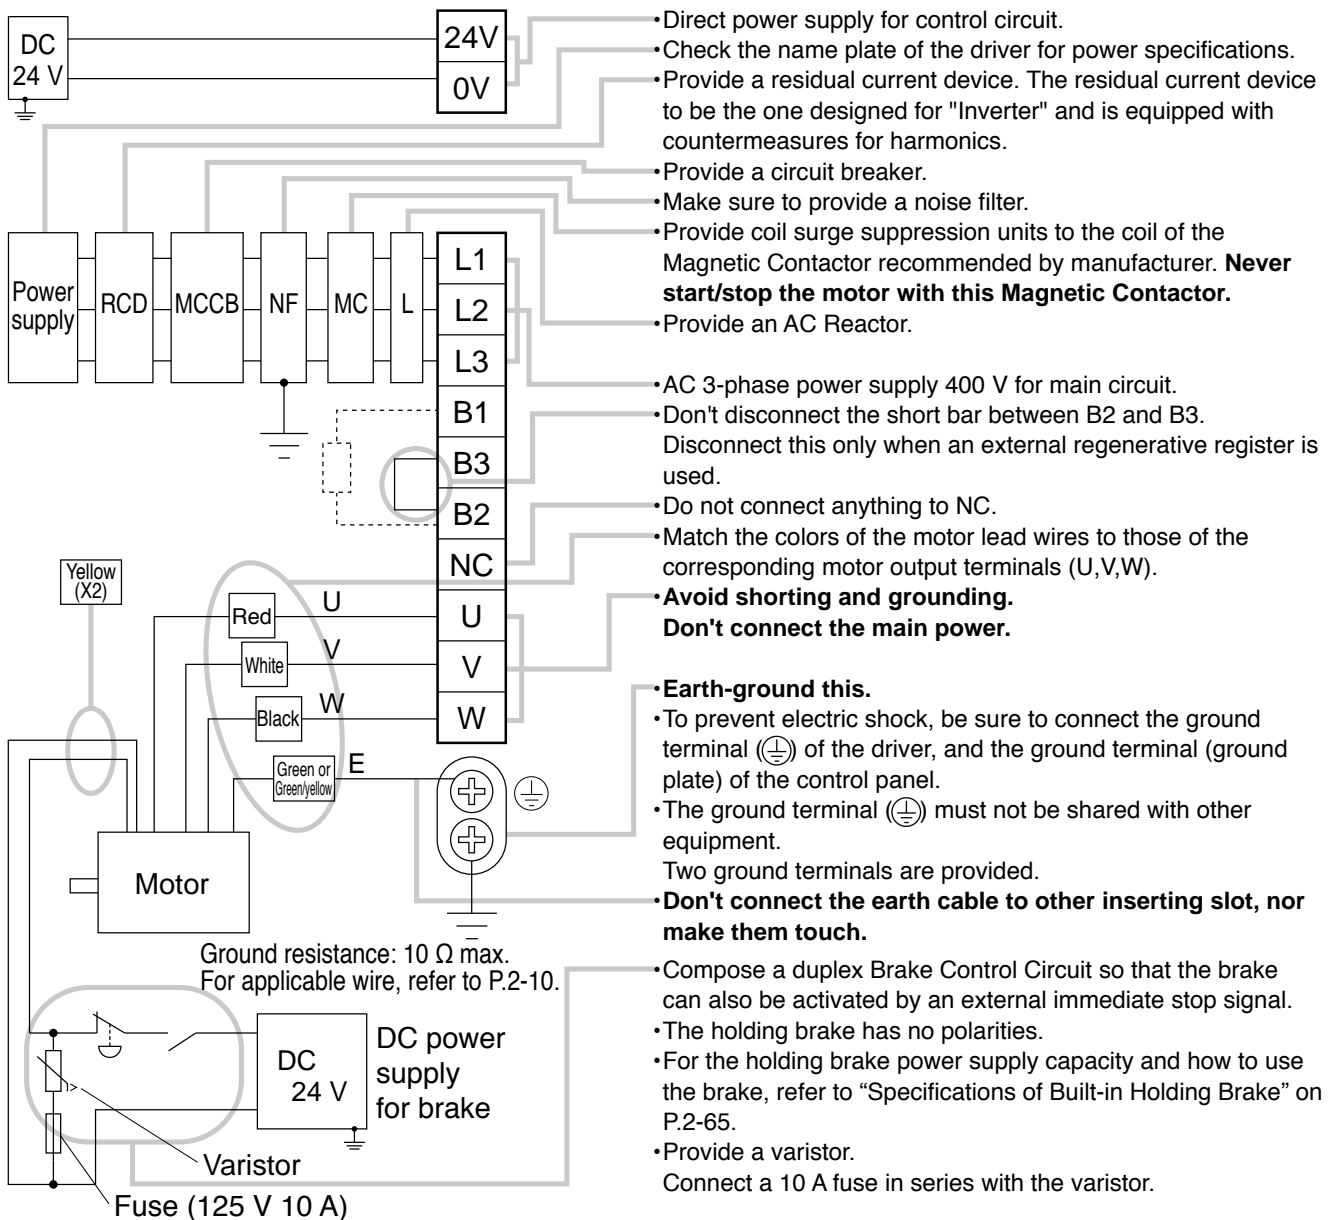 DC
24 V
24V
0V
•Direct power supply for control circuit.
•Check the name plate of the driver for power specifications.
•Provide a residual current device. The residual current device
to be the one designed for "Inverter" and is equipped with
countermeasures for harmonics.
•Provide a circuit breaker.
•Make sure to provide a noise filter.
•Provide coil surge suppression units to the coil of the
Magnetic Contactor recommended by manufacturer. Never
start/stop the motor with this Magnetic Contactor.
•Provide an AC Reactor.
Power
supply
RCD
MCCB
NF
MC
L
L1
L2
L3
B1
B3
B2
NC
U
V
W
•AC 3-phase power supply 400 V for main circuit.
•Don't disconnect the short bar between B2 and B3.
Disconnect this only when an external regenerative register is
used.
•Do not connect anything to NC.
•Match the colors of the motor lead wires to those of the
corresponding motor output terminals (U,V,W).
•Avoid shorting and grounding.
Don't connect the main power.
Yellow
(X2)
Red
U
White
V
Black
W
Green or
Green/yellow
E
Motor
•Earth-ground this.
•To prevent electric shock, be sure to connect the ground
terminal (⏚) of the driver, and the ground terminal (ground
plate) of the control panel.
•The ground terminal (⏚) must not be shared with other
equipment.
Two ground terminals are provided.
•Don't connect the earth cable to other inserting slot, nor
make them touch.
Ground resistance: 10 Ω max.
For applicable wire, refer to P.2-10.
•Compose a duplex Brake Control Circuit so that the brake
can also be activated by an external immediate stop signal.
•The holding brake has no polarities.
•For the holding brake power supply capacity and how to use
the brake, refer to “Specifications of Built-in Holding Brake” on
P.2-65.
•Provide a varistor.
Connect a 10 A fuse in series with the varistor.
DC
24 V
DC power
supply
for brake
Varistor
Fuse (125 V 10 A)